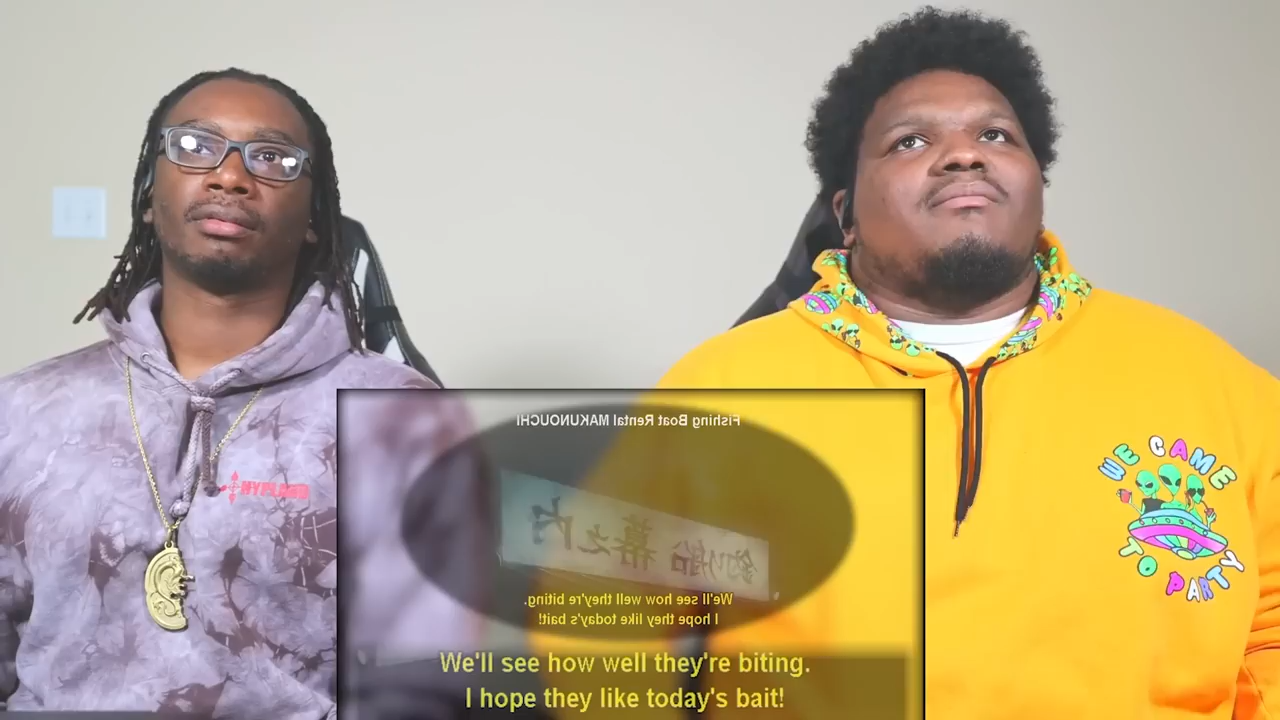 Fishing Boat Rental MAKUNOUCHI
釣り船 幕之内
We'll see how well they're biting.
I hope they like today's bait!
We'll see how well they're biting.
I hope they like today's bait!
WE CAME
TO PARTY